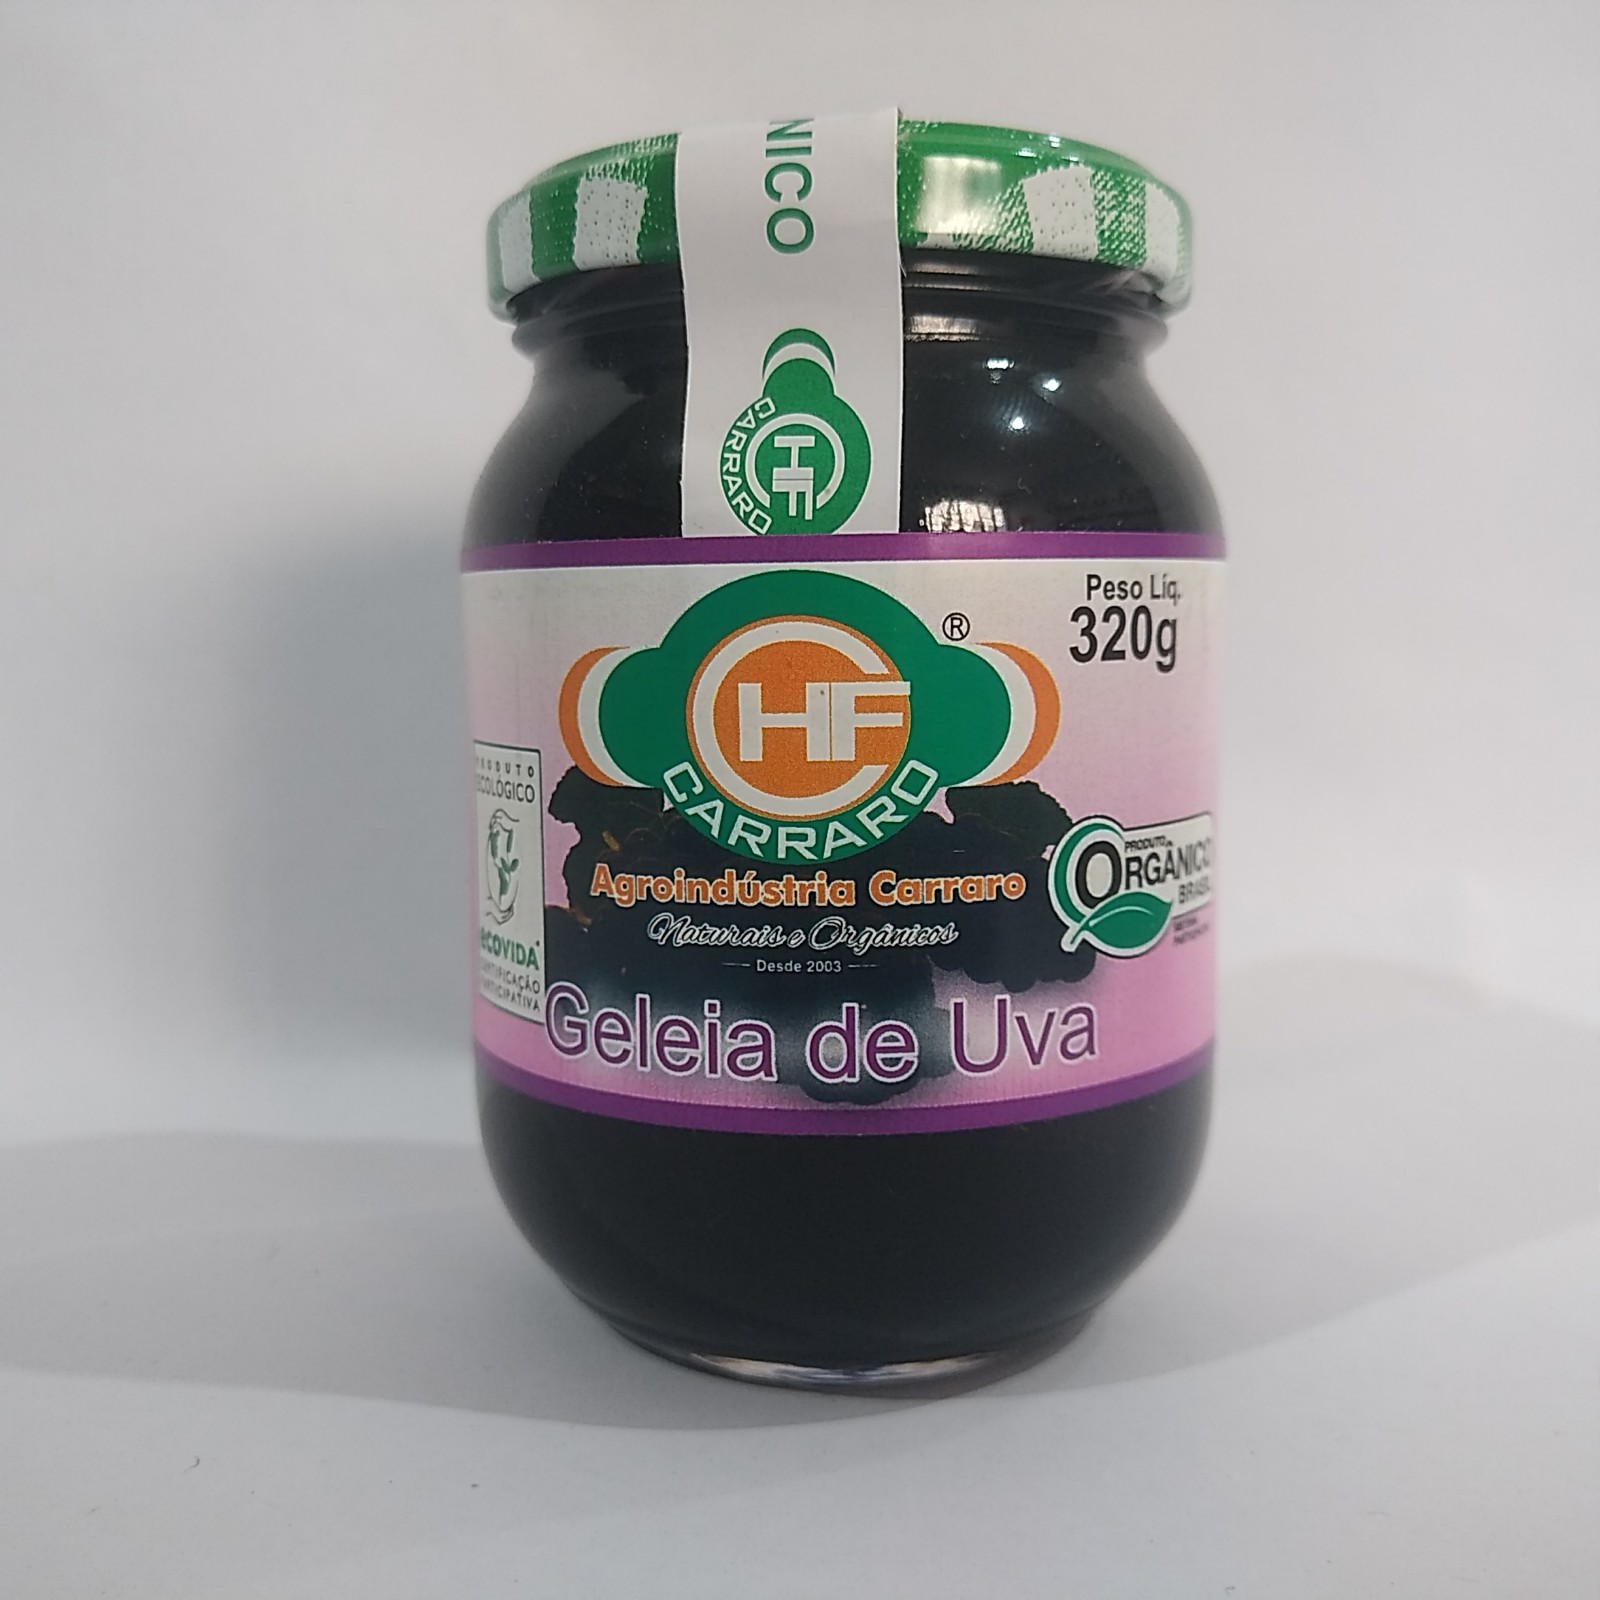 NICO
HF
CARRARO
Peso Líq.
320g
®
CHF
CARRARO
PRODUTO
ECOLÓGICO
ecovida
CERTIFICAÇÃO
PARTICIPATIVA
PRODUTO
ORGÂNICO
BRASIL
Agroindústria Carraro
Naturais e Orgânicos
Desde 2003
Geleia de Uva